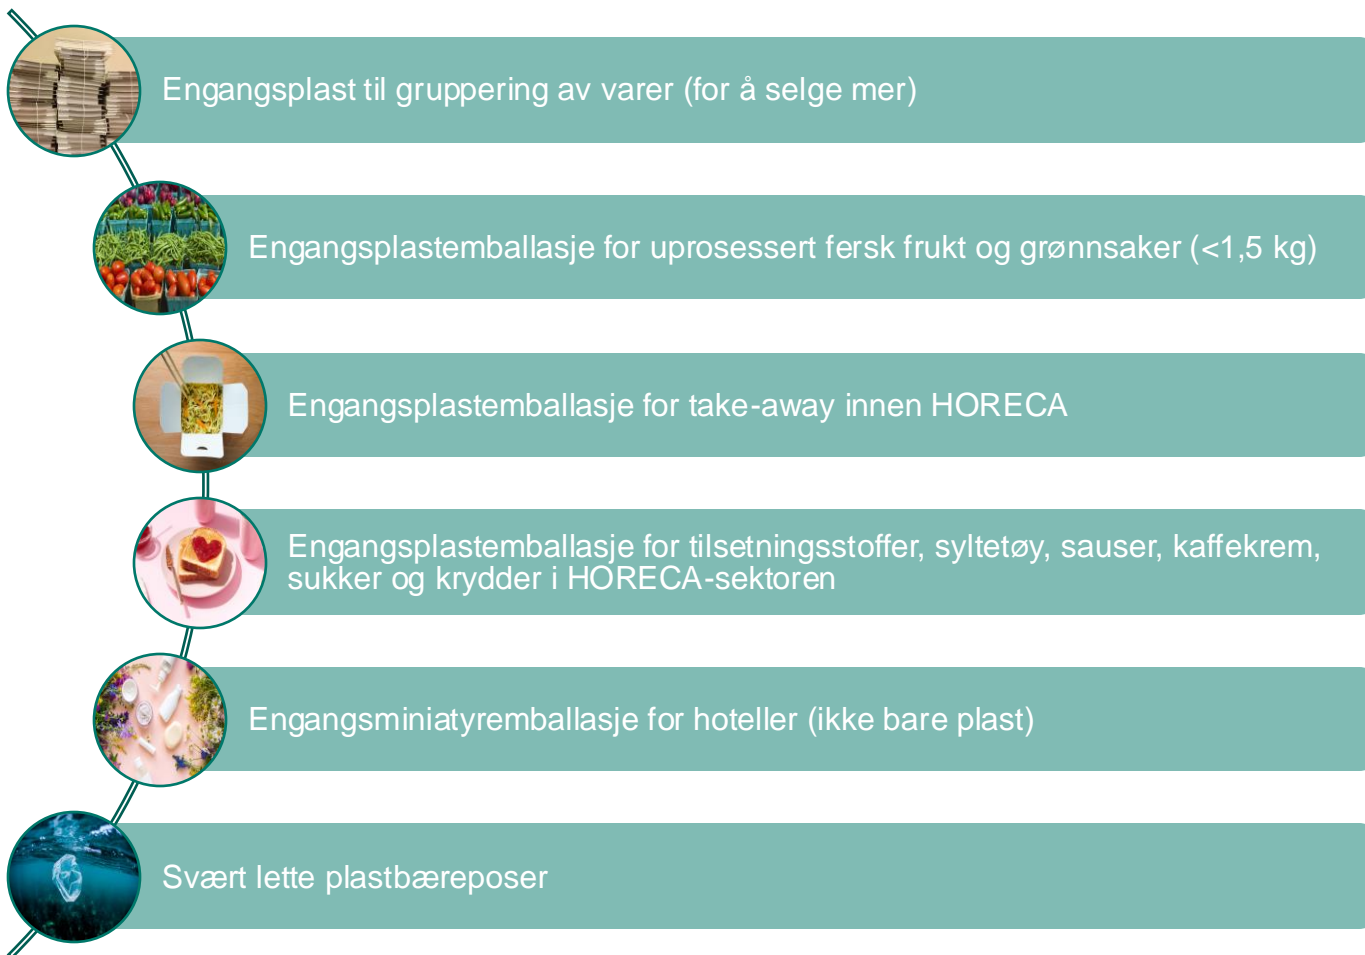 Engangsplast til gruppering av varer (for å selge mer)
Engangsplastemballasje for uprosessert fersk frukt og grønnsaker (<1,5 kg)
Engangsplastemballasje for take-away innen HORECA
Engangsplastemballasje for tilsetningsstoffer, syltetøy, sauser, kaffekrem,
sukker og krydder i HORECA-sektoren
Engangsminiatyremballasje for hoteller (ikke bare plast)
Svært lette plastbæreposer